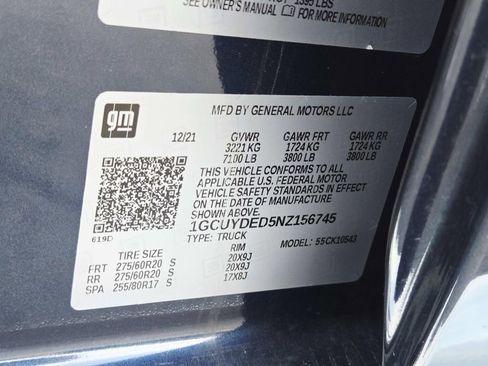 1395 LBS
SEE OWNER'S MANUAL
gm
MFD BY GENERAL MOTORS LLC
12/21 GVWR GAWR FRT GAWR RR
3221 KG 1724 KG 1724 KG
7100 LB 3800 LB 3800 LB
THIS VEHICLE CONFORMS TO ALL
APPLICABLE U.S. FEDERAL MOTOR
VEHICLE SAFETY STANDARDS IN EFFECT
ON THE DATE OF MANUFACTURE SHOWN ABOVE.
1GCUYDED5NZ156745
619D
TYPE: TRUCK MODEL: 55CK10543
TIRE SIZE RIM
FRT 275/60R20 S 20X9J
RR 275/60R20 S 20X9J
SPA 255/80R17 S 17X8J